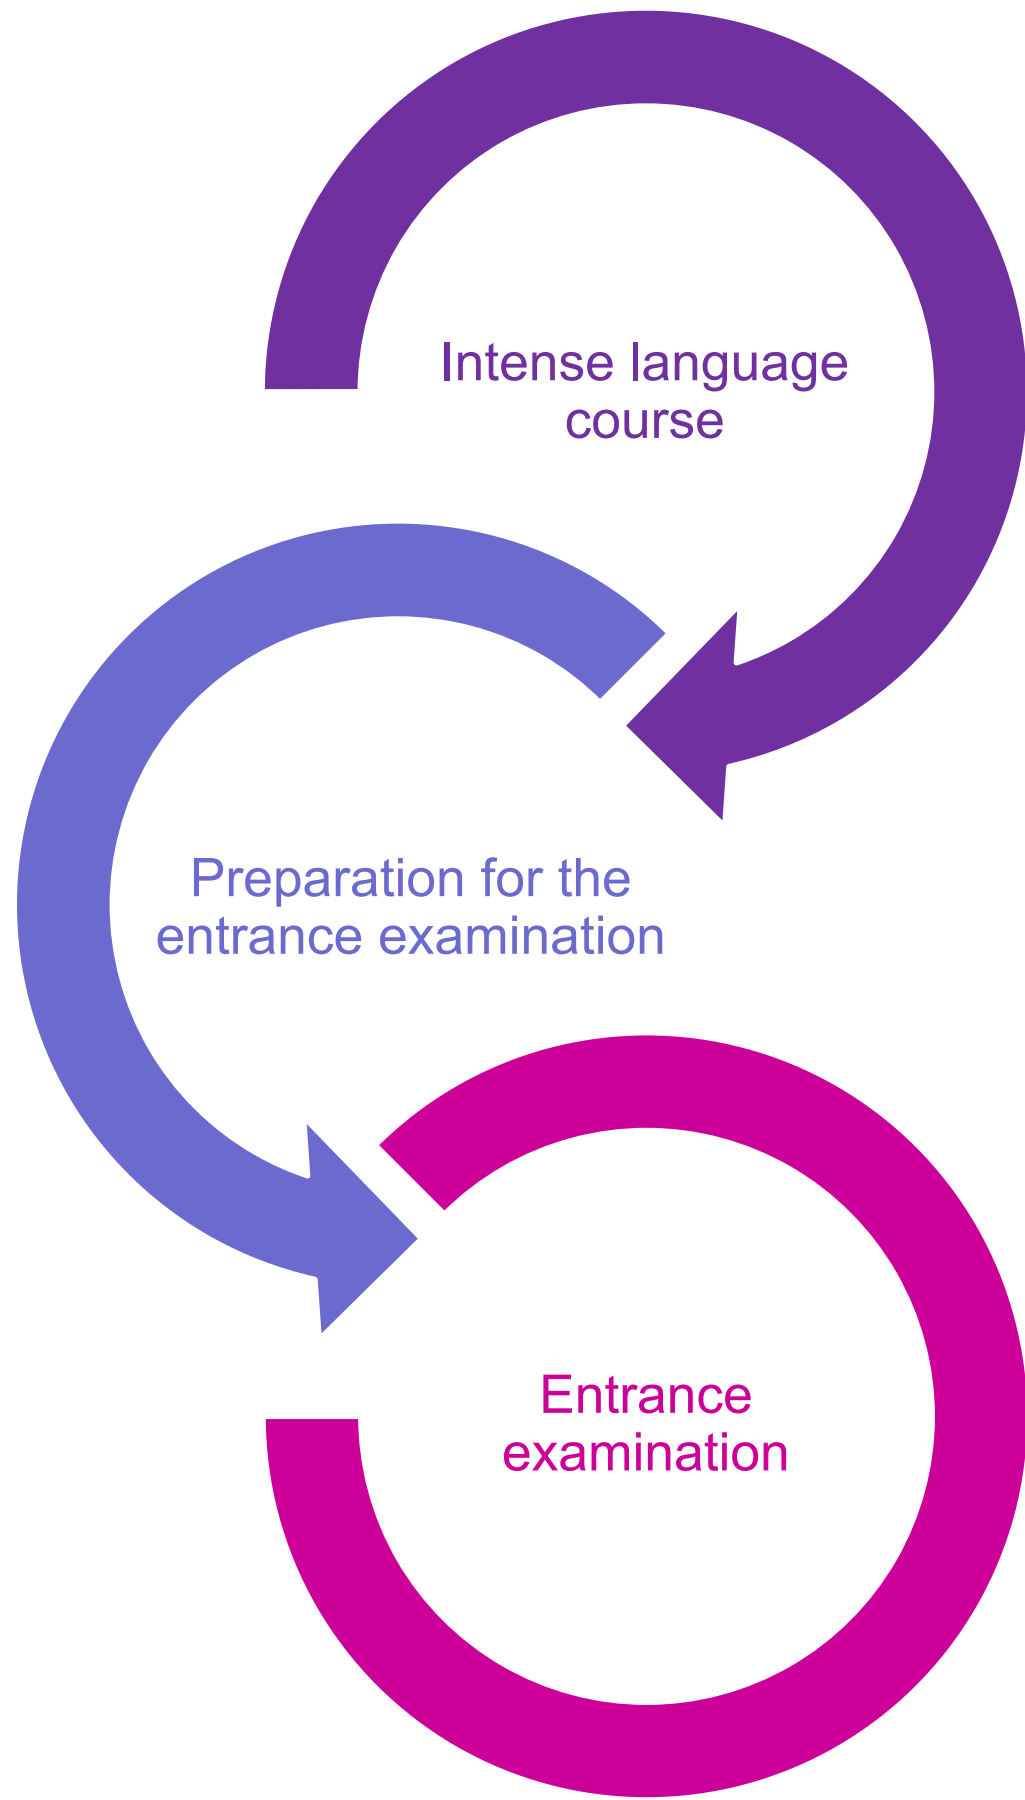 Intense language
course
Preparation for the
entrance examination
Entrance
examination